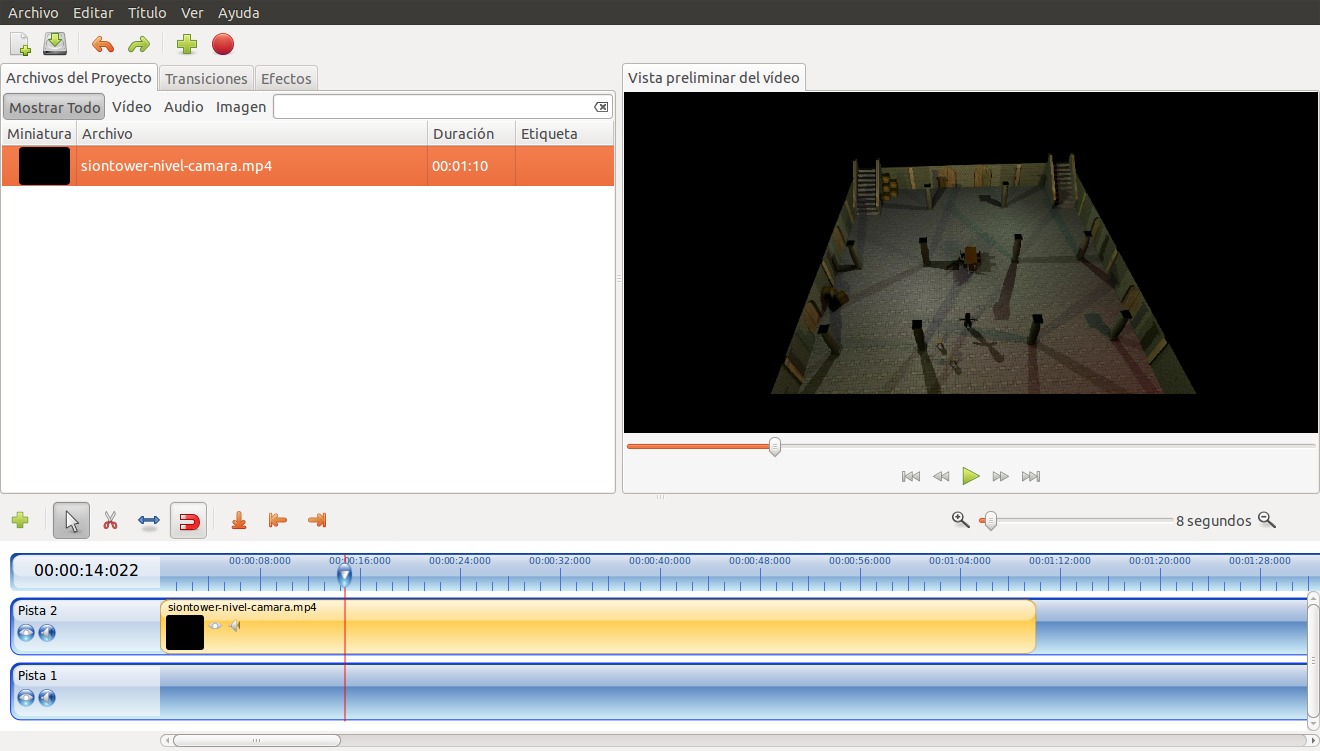 Archivo Editar Título Ver Ayuda
Archivos del Proyecto Transiciones Efectos
Vista preliminar del vídeo
Mostrar Todo Vídeo Audio Imagen
Miniatura Archivo Duración Etiqueta
siontower-nivel-camara.mp4 00:01:10
8 segundos
00:00:14:022
00:00:08:000 00:00:16:000 00:00:24:000 00:00:32:000 00:00:40:000 00:00:48:000 00:00:56:000 00:01:04:000 00:01:12:000 00:01:20:000 00:01:28:000
Pista 2
siontower-nivel-camara.mp4
Pista 1